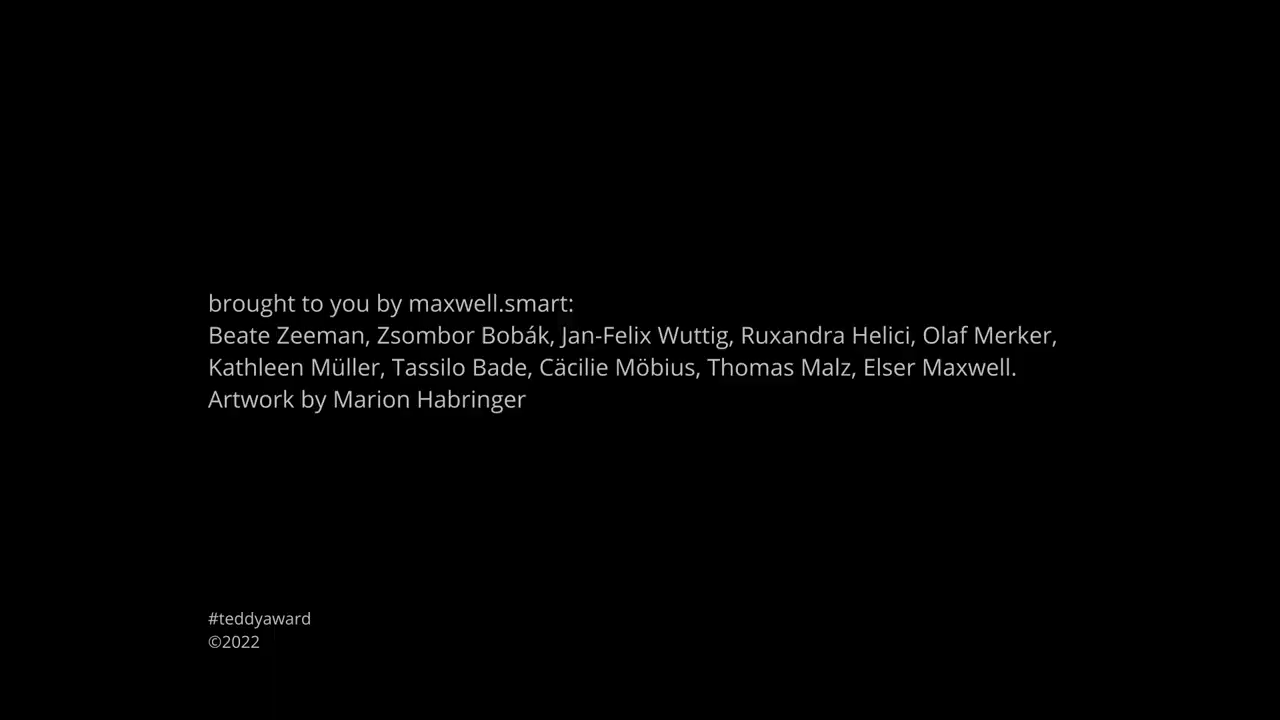 brought to you by maxwell.smart:
Beate Zeeman, Zsombor Bobák, Jan-Felix Wuttig, Ruxandra Helici, Olaf Merker,
Kathleen Müller, Tassilo Bade, Cäcilie Möbius, Thomas Malz, Elser Maxwell.
Artwork by Marion Habringer
#teddyaward
©2022